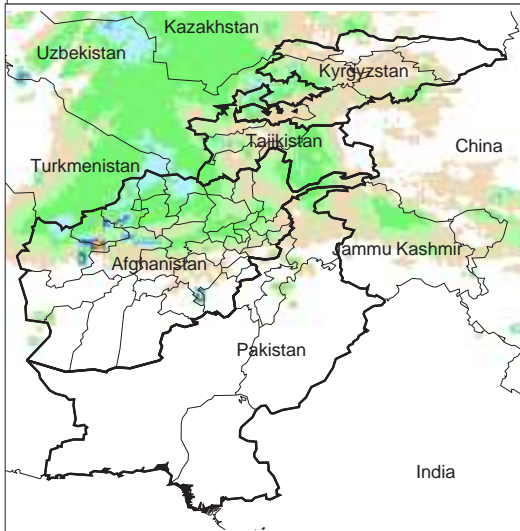 Kazakhstan
Uzbekistan
Kyrgyzstan
Tajikistan
China
Turkmenistan
Jammu Kashmir
Afghanistan
Pakistan
India